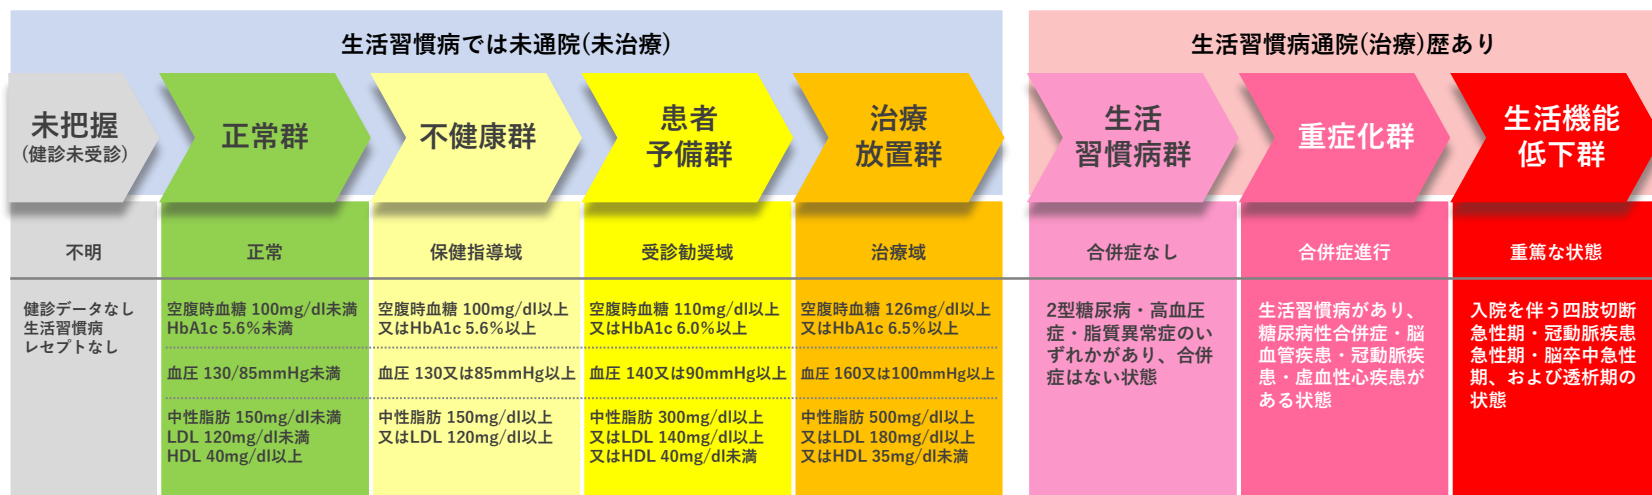 生活習慣病では未通院(未治療)
生活習慣病通院(治療)歴あり
未把握
(健診未受診)
正常群
不健康群
患者
予備群
治療
放置群
生活
習慣病群
重症化群
生活機能
低下群
不明
正常
保健指導域
受診勧奨域
治療域
合併症なし
合併症進行
重篤な状態
健診データなし
生活習慣病
レセプトなし
空腹時血糖 100mg/dl未満
HbA1c 5.6%未満
血圧 130/85mmHg未満
中性脂肪 150mg/dl未満
LDL 120mg/dl未満
HDL 40mg/dl以上
空腹時血糖 100mg/dl以上
又はHbA1c 5.6%以上
血圧 130又は85mmHg以上
中性脂肪 150mg/dl以上
又はLDL 120mg/dl以上
空腹時血糖 110mg/dl以上
又はHbA1c 6.0%以上
血圧 140又は90mmHg以上
中性脂肪 300mg/dl以上
又はLDL 140mg/dl以上
又はHDL 40mg/dl未満
空腹時血糖 126mg/dl以上
又はHbA1c 6.5%以上
血圧 160又は100mmHg以上
中性脂肪 500mg/dl以上
又はLDL 180mg/dl以上
又はHDL 35mg/dl未満
2型糖尿病・高血圧
症・脂質異常症のい
ずれかがあり、合併
症はない状態
生活習慣病があり、
糖尿病性合併症・脳
血管疾患・冠動脈疾
患・虚血性心疾患が
ある状態
入院を伴う四肢切断
急性期・冠動脈疾患
急性期・脳卒中急性
期、および透析期の
状態